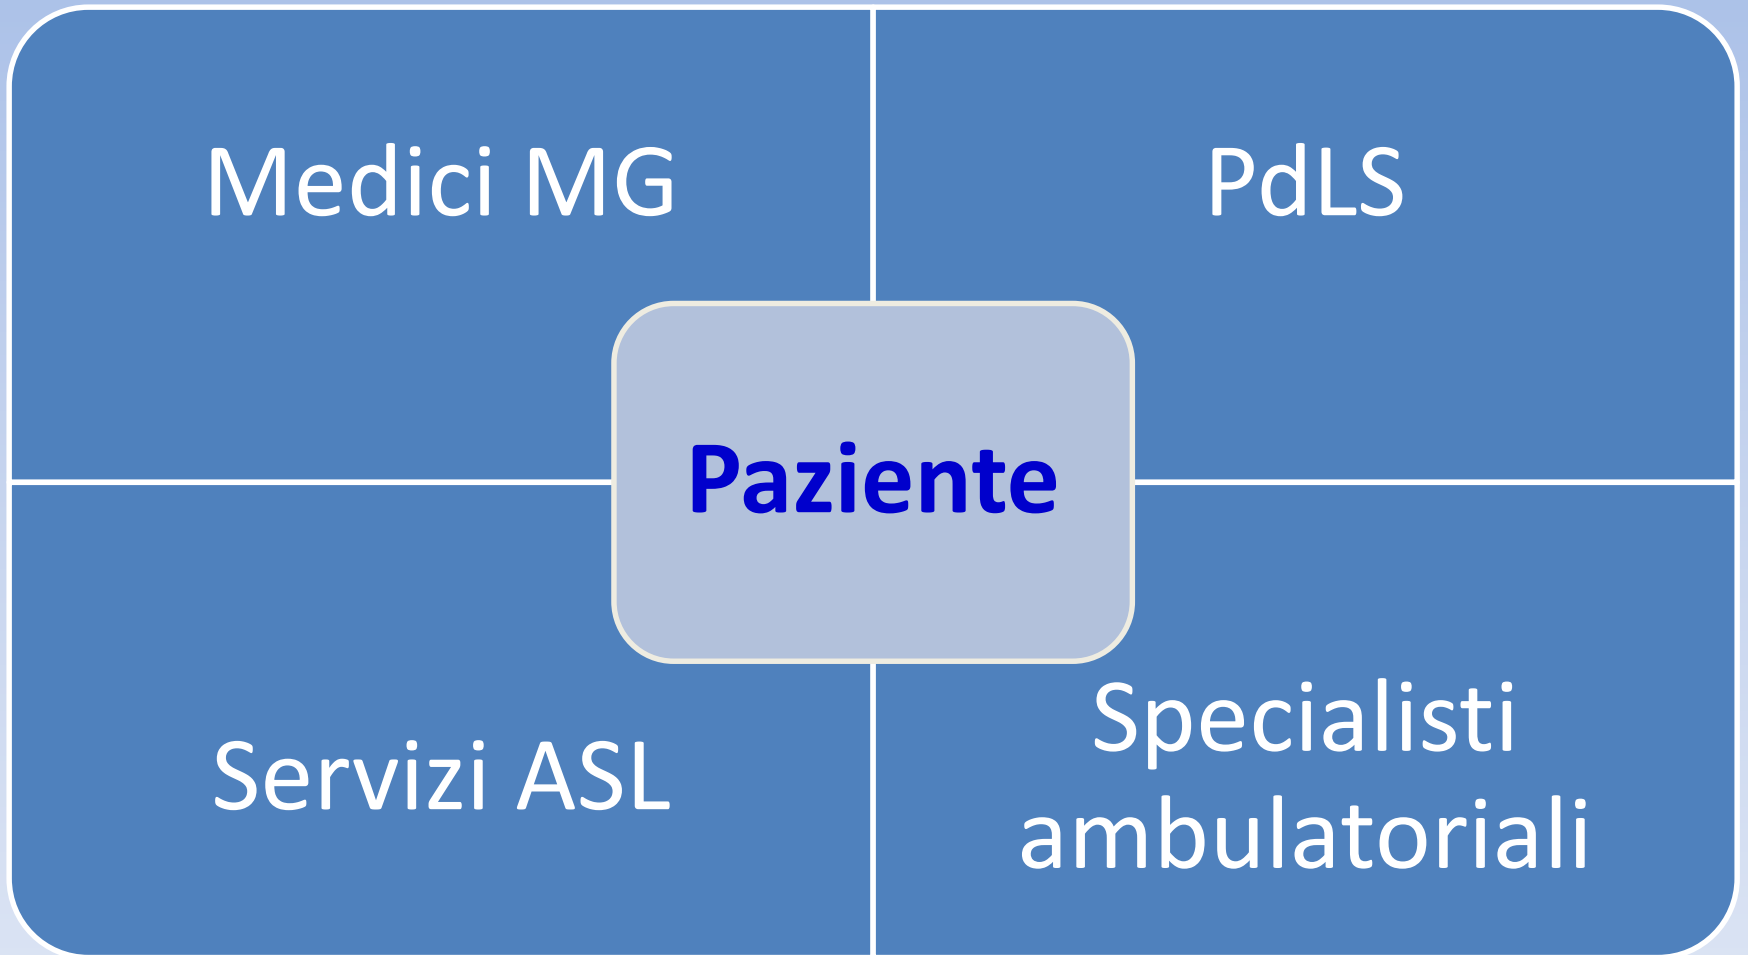 Medici MG
PdLS
Paziente
Servizi ASL
Specialisti
ambulatoriali